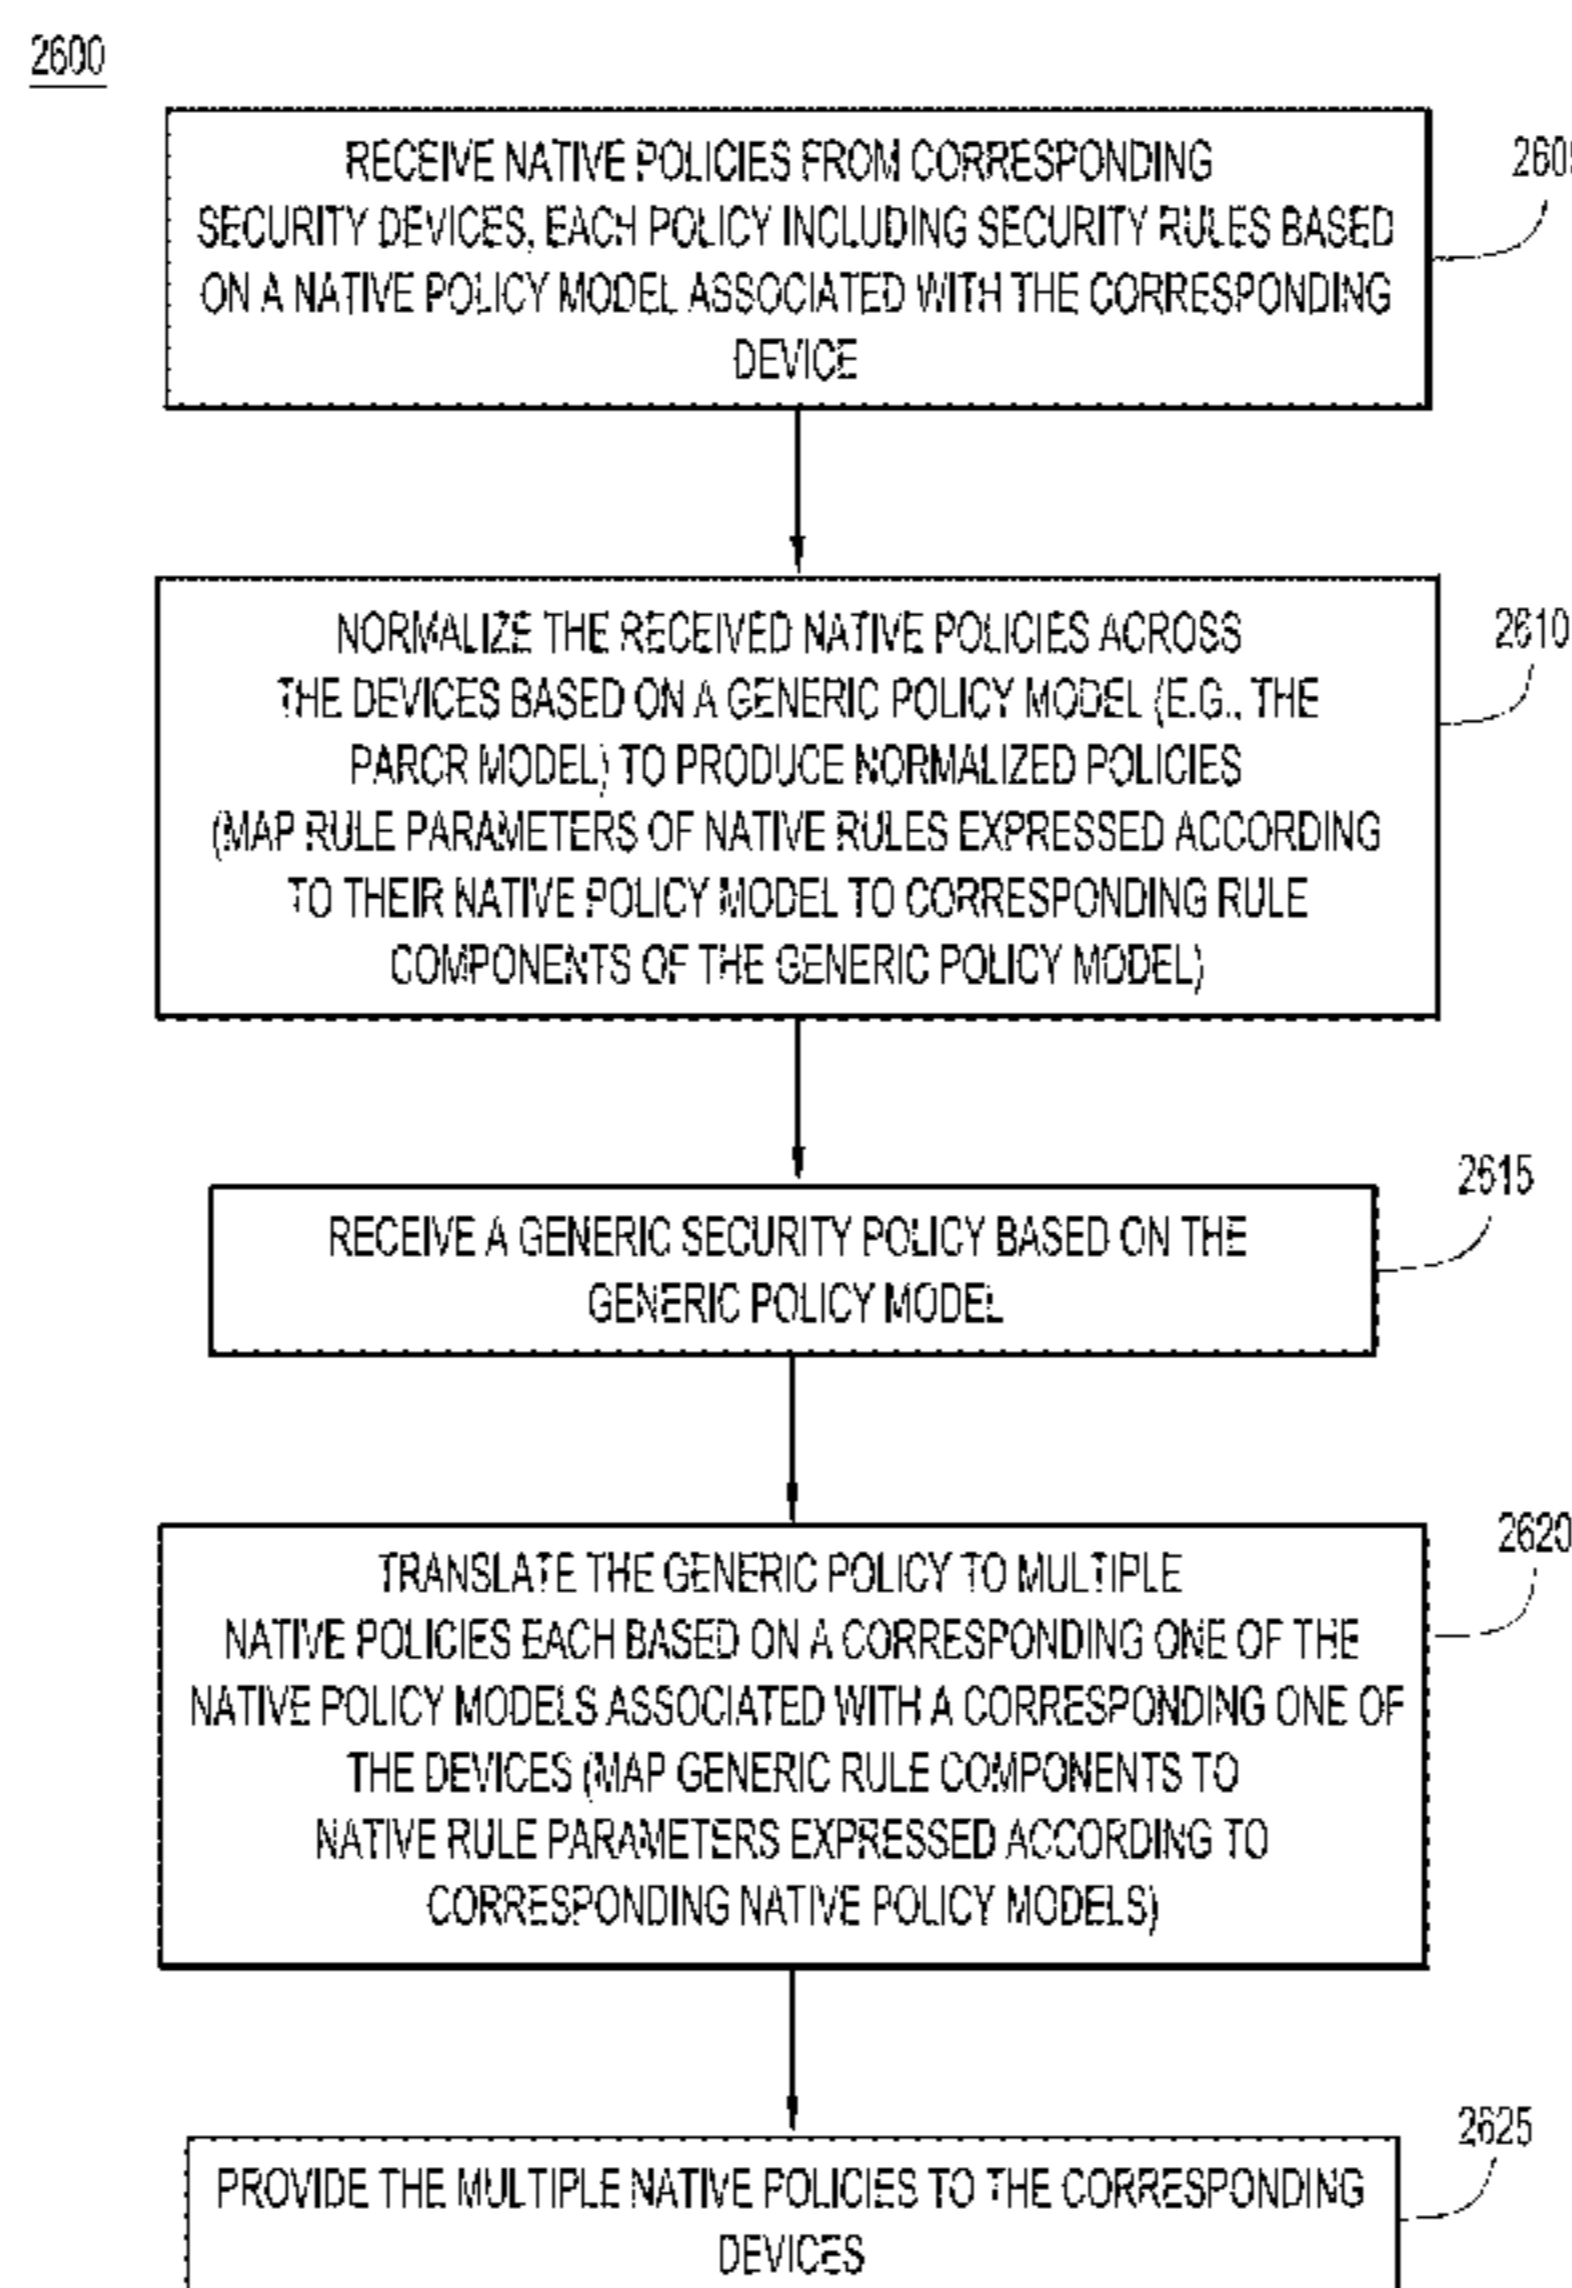 2600
RECEIVE NATIVE POLICIES FROM CORRESPONDING
SECURITY DEVICES, EACH POLICY INCLUDING SECURITY RULES BASED
ON A NATIVE POLICY MODEL ASSOCIATED WITH THE CORRESPONDING
DEVICE
NORMALIZE THE RECEIVED NATIVE POLICIES ACROSS
THE DEVICES BASED ON A GENERIC POLICY MODEL (E.G., THE
PARCR MODEL) TO PRODUCE NORMALIZED POLICIES
(MAP RULE PARAMETERS OF NATIVE RULES EXPRESSED ACCORDING
TO THEIR NATIVE POLICY MODEL TO CORRESPONDING RULE
COMPONENTS OF THE GENERIC POLICY MODEL)
2610
RECEIVE A GENERIC SECURITY POLICY BASED ON THE
GENERIC POLICY MODEL
2615
TRANSLATE THE GENERIC POLICY TO MULTIPLE
NATIVE POLICIES EACH BASED ON A CORRESPONDING ONE OF THE
NATIVE POLICY MODELS ASSOCIATED WITH A CORRESPONDING ONE OF
THE DEVICES (MAP GENERIC RULE COMPONENTS TO
NATIVE RULE PARAMETERS EXPRESSED ACCORDING TO
CORRESPONDING NATIVE POLICY MODELS)
2620
PROVIDE THE MULTIPLE NATIVE POLICIES TO THE CORRESPONDING
DEVICES
2625